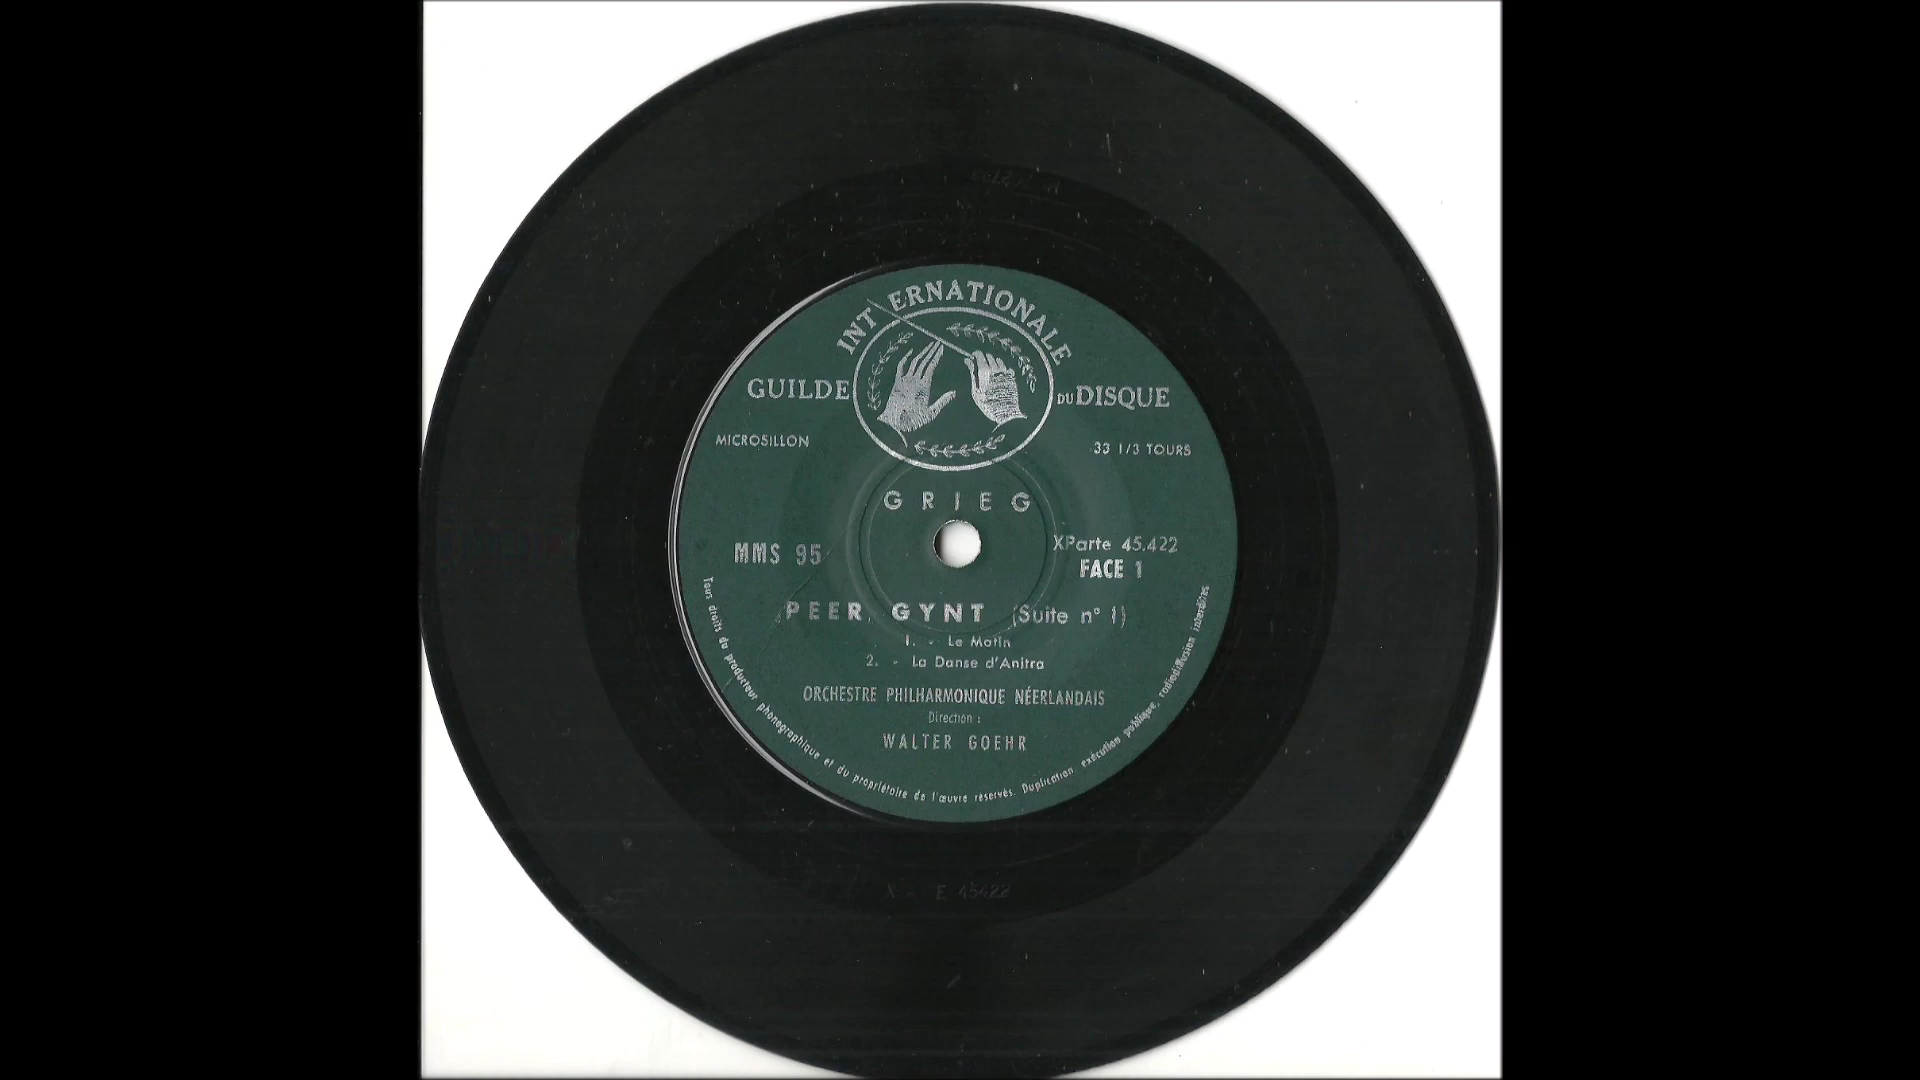 INTERNATIONALE
GUILDE DU DISQUE
MICROSILLON
33 1/3 TOURS
GRIEG
MMS 95
XParte 45.422
FACE 1
PEER GYNT (Suite n° 1)
1. - Le Matin
2. - La Danse d'Anitra
ORCHESTRE PHILHARMONIQUE NÉERLANDAIS
Direction :
WALTER GOEHR
Tous droits du producteur phonographique et du propriétaire de l'œuvre réservés. Duplication, exécution publique, radiodiffusion interdites
E 45422